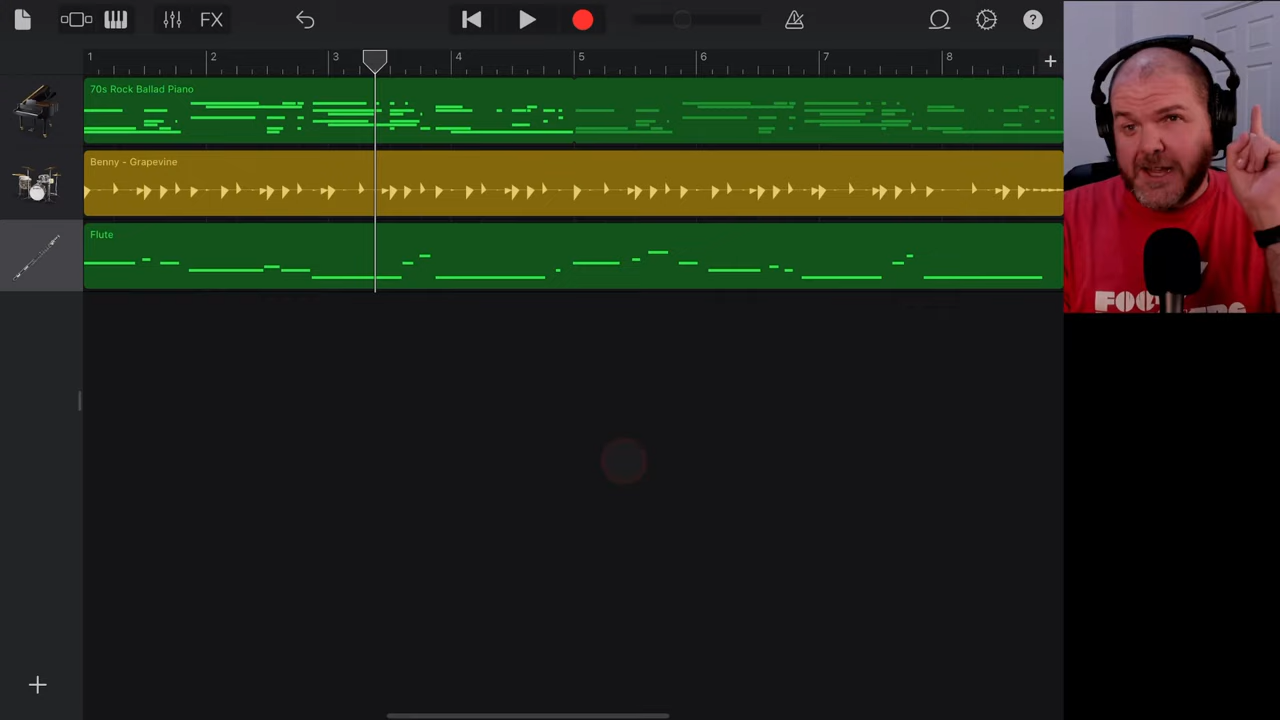 FX
1 2 3 4 5 6 7 8
70s Rock Ballad Piano
Benny - Grapevine
Flute